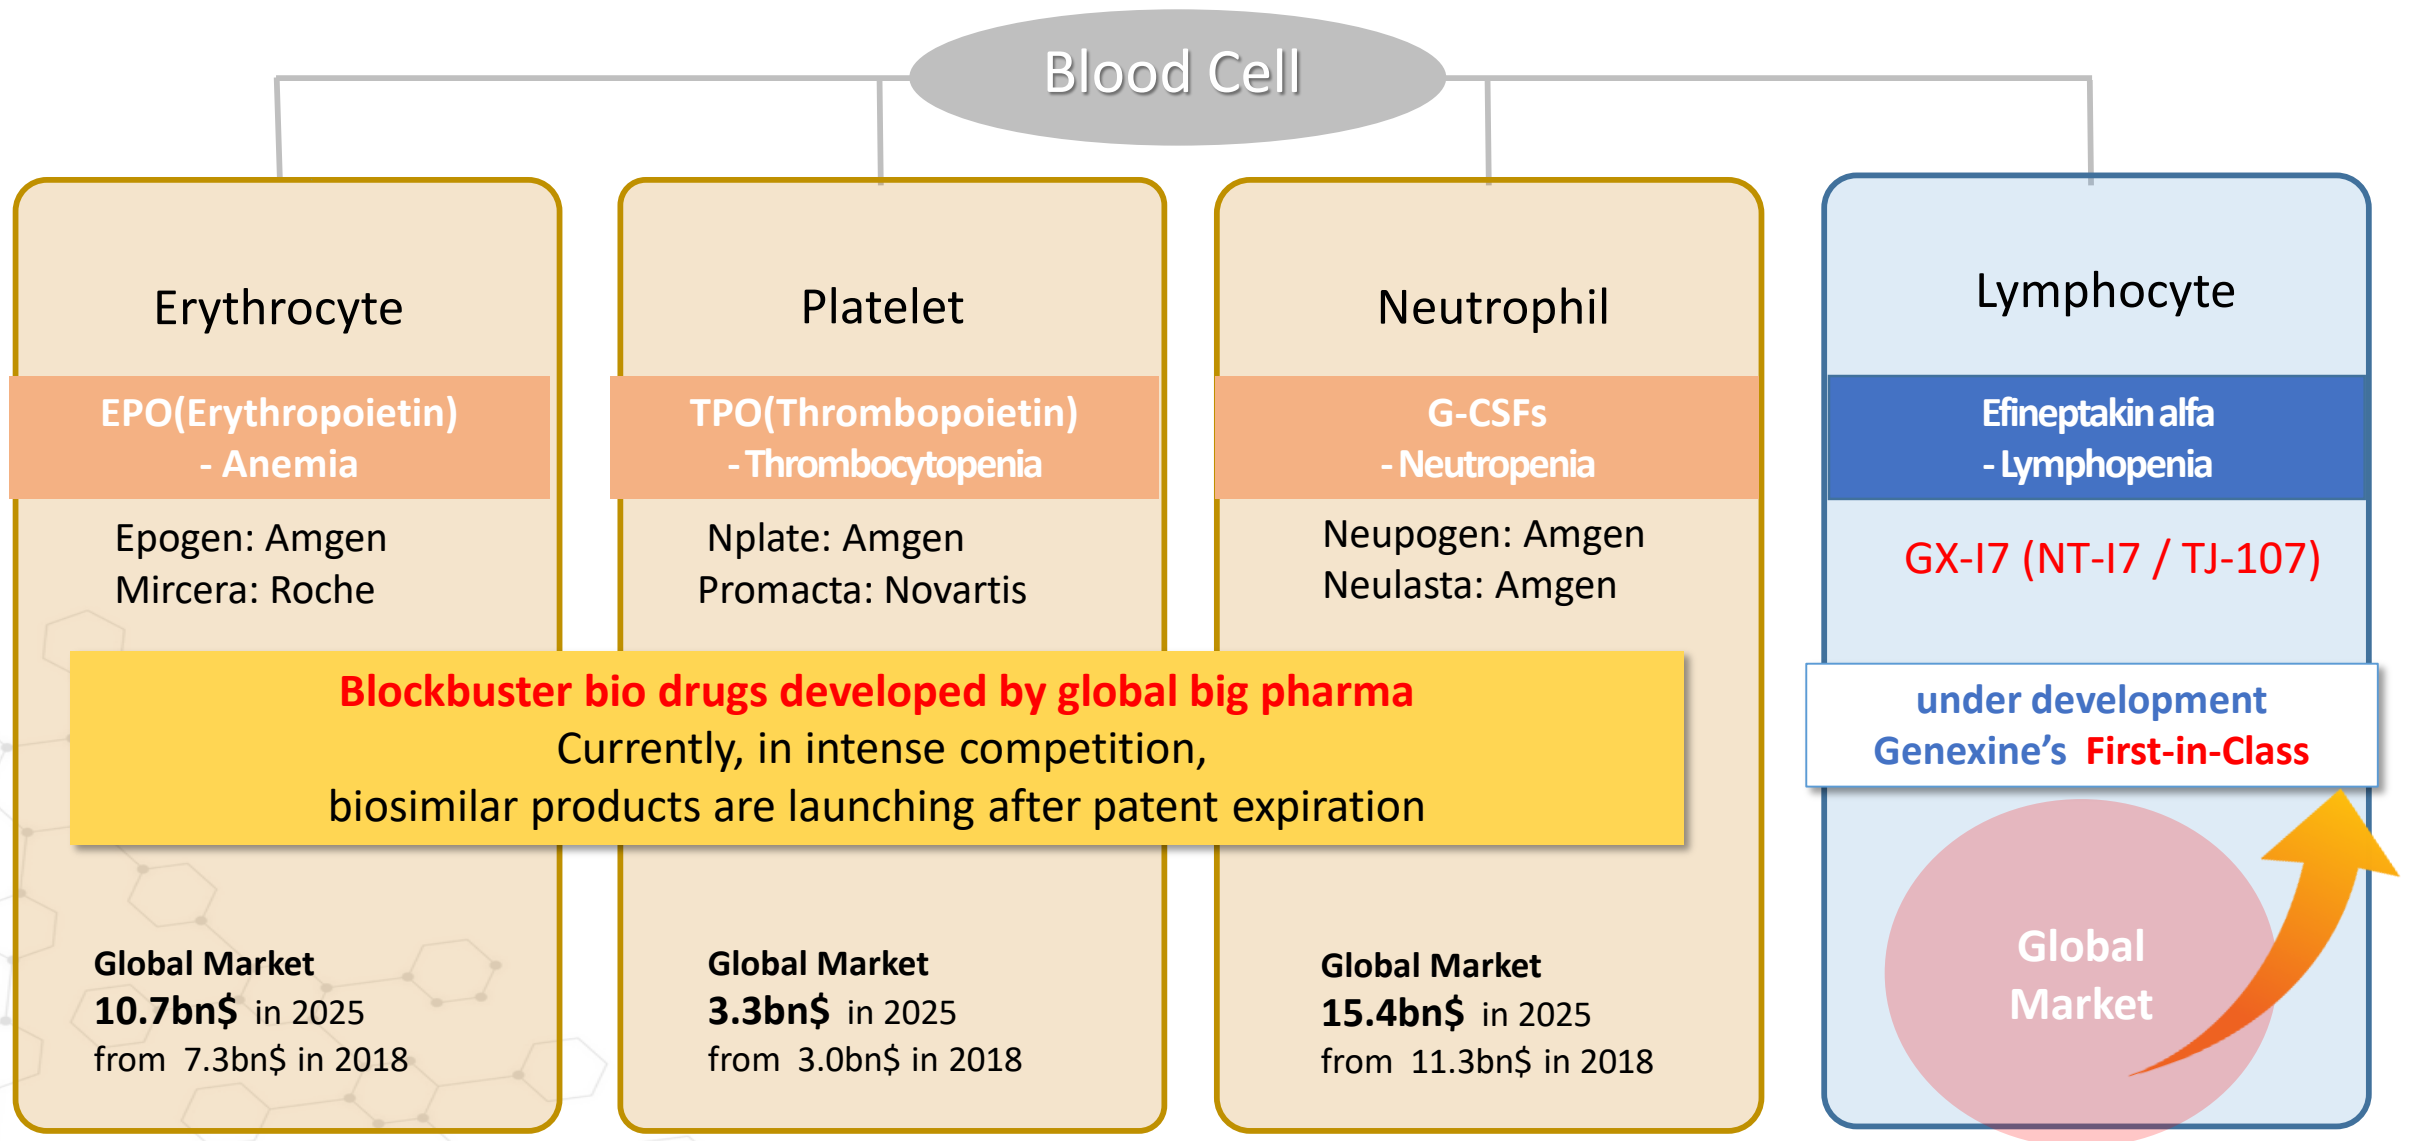 Blood Cell
Erythrocyte
EPO(Erythropoietin)
- Anemia
Epogen: Amgen
Mircera: Roche
Platelet
TPO(Thrombopoietin)
- Thrombocytopenia
Nplate: Amgen
Promacta: Novartis
Neutrophil
G-CSFs
- Neutropenia
Neupogen: Amgen
Neulasta: Amgen
Lymphocyte
Efineptakin alfa
- Lymphopenia
GX-I7 (NT-I7 / TJ-107)
Blockbuster bio drugs developed by global big pharma
Currently, in intense competition,
biosimilar products are launching after patent expiration
under development
Genexine’s First-in-Class
Global Market
10.7bn$ in 2025
from 7.3bn$ in 2018
Global Market
3.3bn$ in 2025
from 3.0bn$ in 2018
Global Market
15.4bn$ in 2025
from 11.3bn$ in 2018
Global
Market